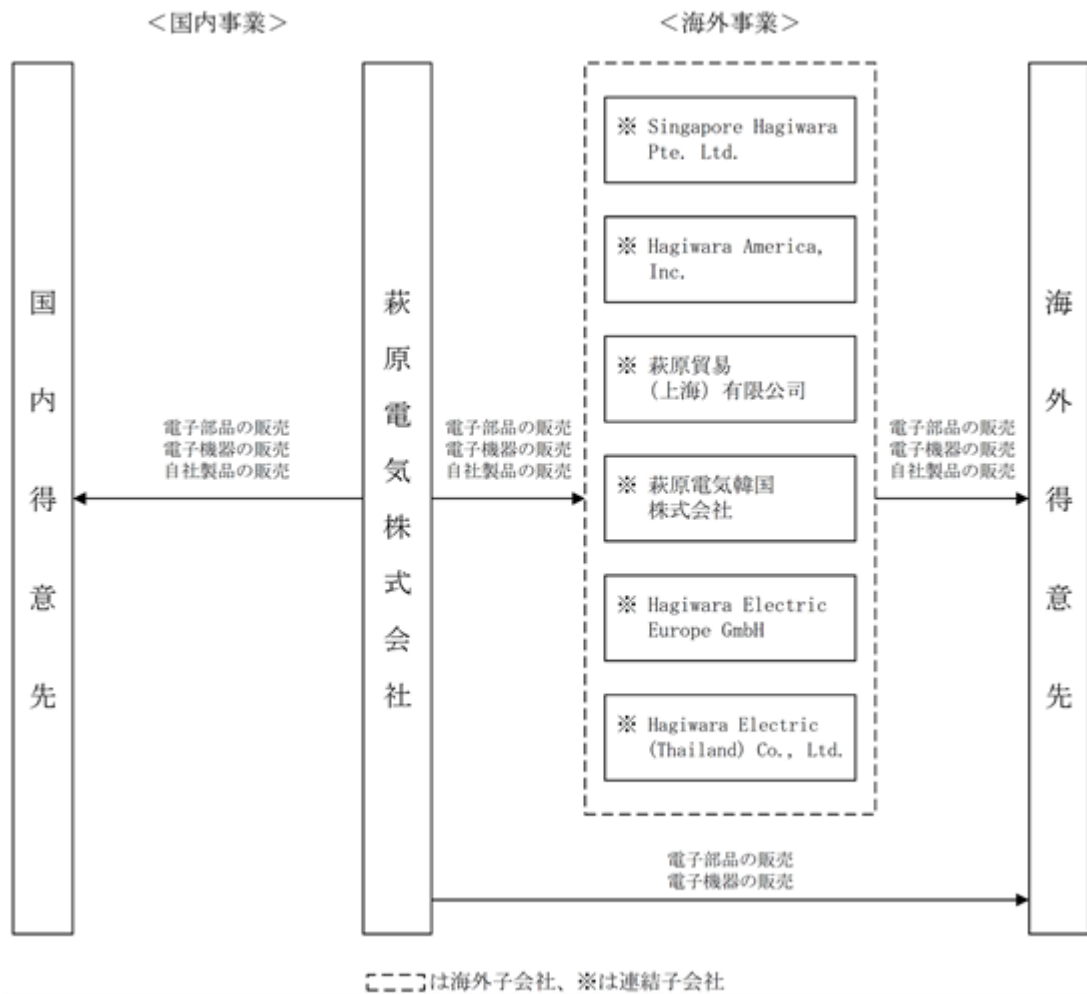 ＜国内事業＞
＜海外事業＞
国内得意先
電子部品の販売
電子機器の販売
自社製品の販売
萩原電気株式会社
電子部品の販売
電子機器の販売
自社製品の販売
※ Singapore Hagiwara
Pte. Ltd.
※ Hagiwara America,
Inc.
※ 萩原貿易
（上海）有限公司
※ 萩原電気韓国
株式会社
※ Hagiwara Electric
Europe GmbH
※ Hagiwara Electric
(Thailand) Co., Ltd.
電子部品の販売
電子機器の販売
自社製品の販売
海外得意先
電子部品の販売
電子機器の販売
は海外子会社、※は連結子会社